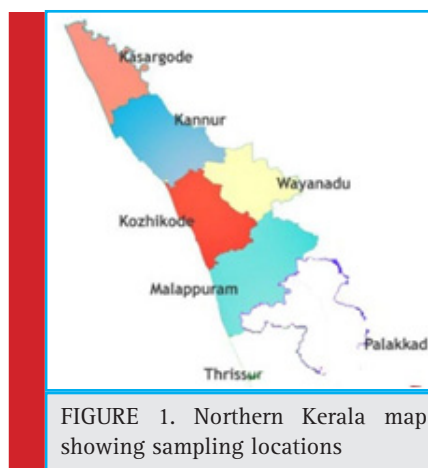 Kasargode
Kannur
Wayanadu
Kozhikode
Malappuram
Palakkad
Thrissur
FIGURE 1. Northern Kerala map
showing sampling locations